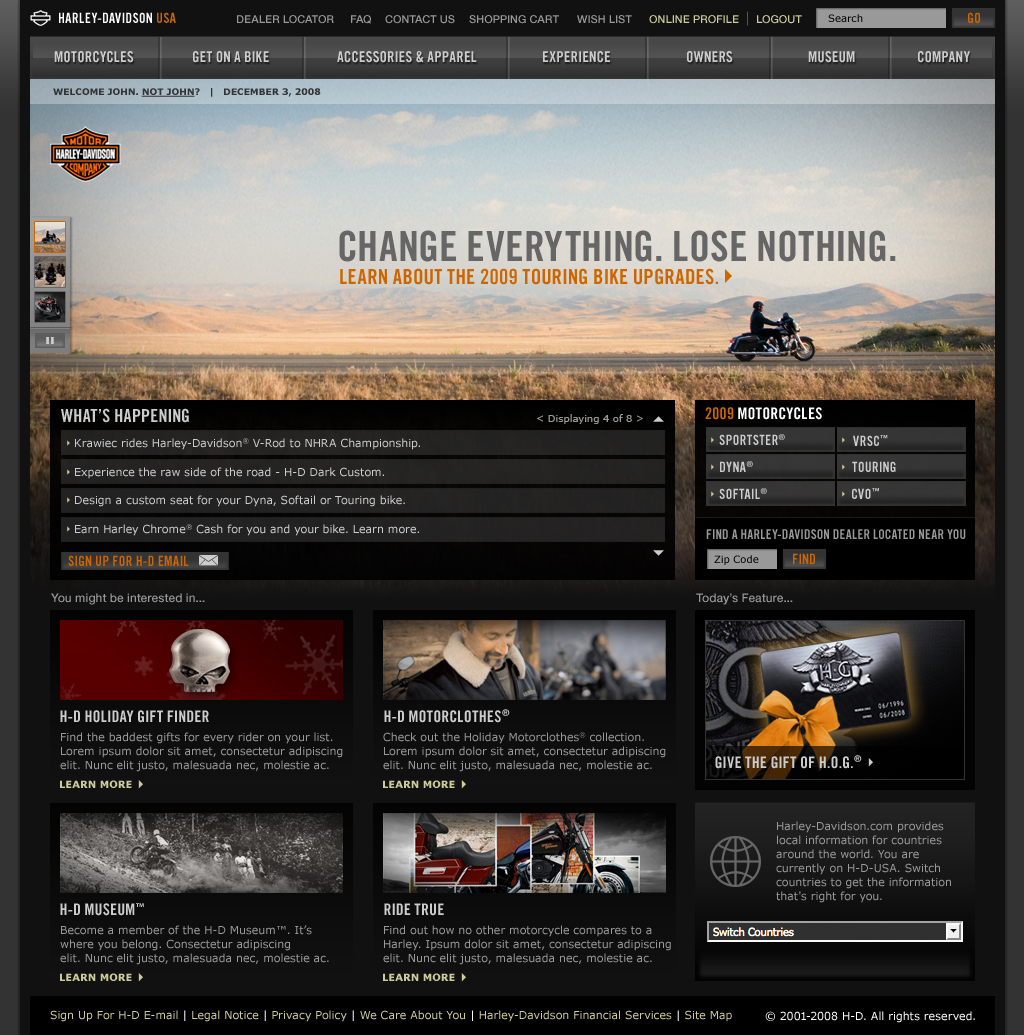 HARLEY-DAVIDSON USA
DEALER LOCATOR FAQ CONTACT US SHOPPING CART WISH LIST ONLINE PROFILE | LOGOUT Search GO
MOTORCYCLES GET ON A BIKE ACCESSORIES & APPAREL EXPERIENCE OWNERS MUSEUM COMPANY
WELCOME JOHN. NOT JOHN? | DECEMBER 3, 2008
MOTOR
HARLEY-DAVIDSON
COMPANY
CHANGE EVERYTHING. LOSE NOTHING.
LEARN ABOUT THE 2009 TOURING BIKE UPGRADES.
WHAT'S HAPPENING
< Displaying 4 of 8 >
Krawiec rides Harley-Davidson® V-Rod to NHRA Championship.
Experience the raw side of the road - H-D Dark Custom.
Design a custom seat for your Dyna, Softail or Touring bike.
Earn Harley Chrome® Cash for you and your bike. Learn more.
SIGN UP FOR H-D EMAIL
2009 MOTORCYCLES
SPORTSTER® VRSC™
DYNA® TOURING
SOFTAIL® CVO™
FIND A HARLEY-DAVIDSON DEALER LOCATED NEAR YOU
Zip Code FIND
You might be interested in...
H-D HOLIDAY GIFT FINDER
Find the baddest gifts for every rider on your list.
Lorem ipsum dolor sit amet, consectetur adipiscing
elit. Nunc elit justo, malesuada nec, molestie ac.
LEARN MORE
H-D MOTORCLOTHES®
Check out the Holiday Motorclothes® collection.
Lorem ipsum dolor sit amet, consectetur adipiscing
elit. Nunc elit justo, malesuada nec, molestie ac.
LEARN MORE
Today's Feature...
H·O·G
06/1996
06/2008
GIVE THE GIFT OF H.O.G.®
H-D MUSEUM™
Become a member of the H-D Museum™. It's
where you belong. Consectetur adipiscing
elit. Nunc elit justo, malesuada nec, molestie ac.
LEARN MORE
RIDE TRUE
Find out how no other motorcycle compares to a
Harley. Ipsum dolor sit amet, consectetur adipiscing
elit. Nunc elit justo, malesuada nec, molestie ac.
LEARN MORE
Harley-Davidson.com provides
local information for countries
around the world. You are
currently on H-D-USA. Switch
countries to get the information
that's right for you.
Switch Countries
Sign Up For H-D E-mail | Legal Notice | Privacy Policy | We Care About You | Harley-Davidson Financial Services | Site Map
© 2001-2008 H-D. All rights reserved.